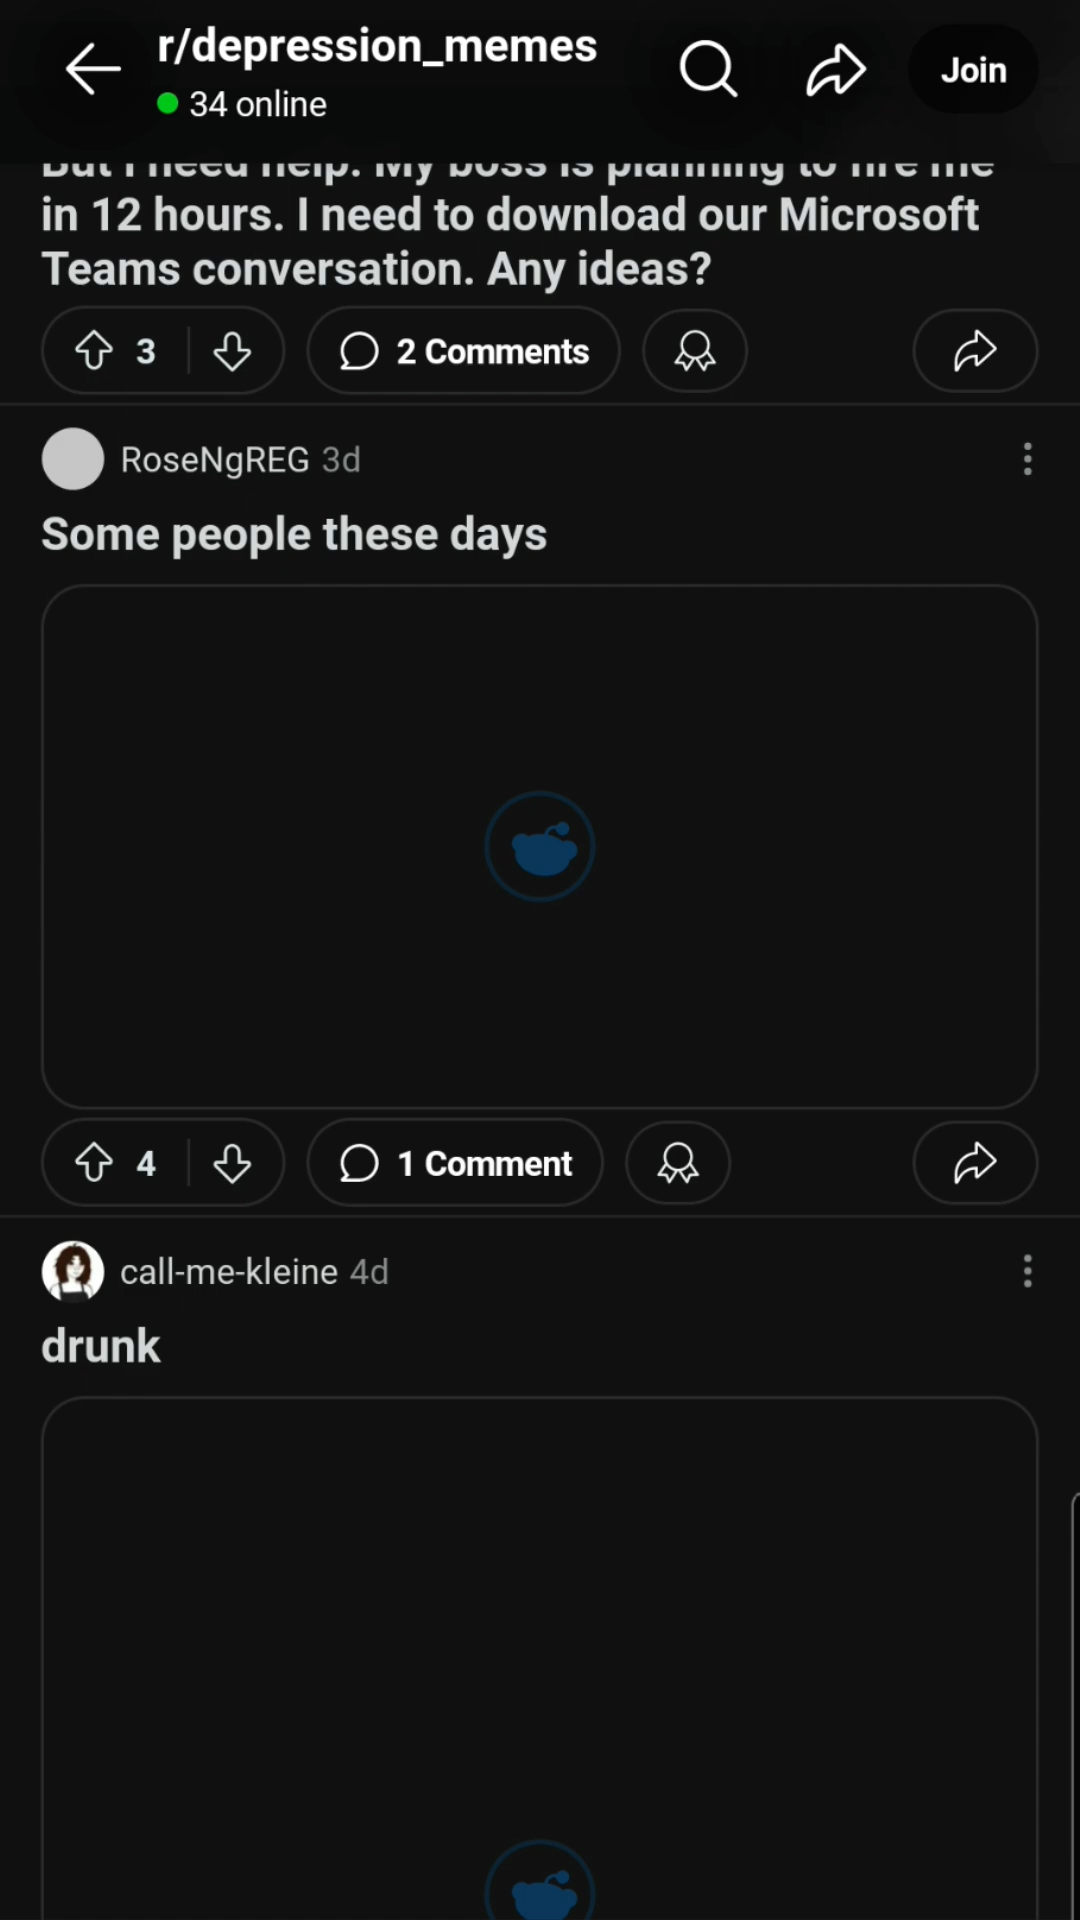 r/depression_memes
34 online
Join
But I need help. My boss is planning to fire me
in 12 hours. I need to download our Microsoft
Teams conversation. Any ideas?
3
2 Comments
RoseNgREG 3d
Some people these days
4
1 Comment
call-me-kleine 4d
drunk